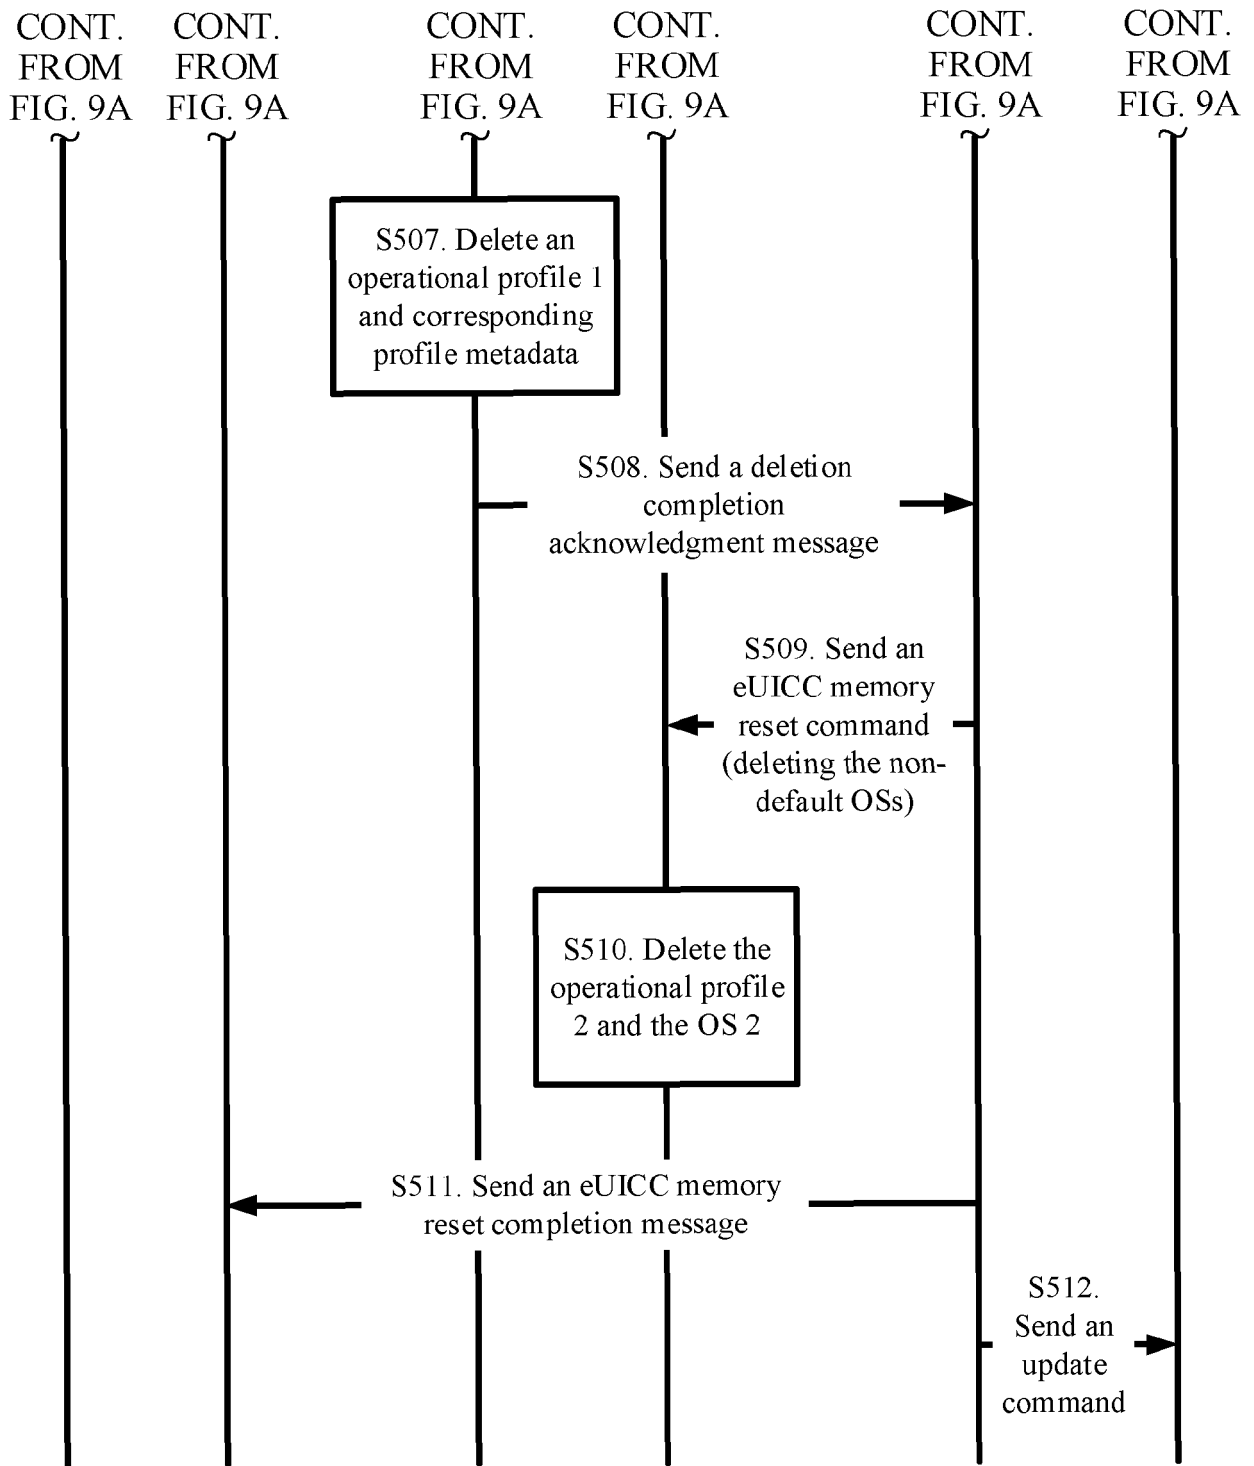 CONT.
FROM
FIG. 9A
CONT.
FROM
FIG. 9A
CONT.
FROM
FIG. 9A
CONT.
FROM
FIG. 9A
CONT.
FROM
FIG. 9A
CONT.
FROM
FIG. 9A
S507. Delete an
operational profile 1
and corresponding
profile metadata
S508. Send a deletion
completion
acknowledgment message
S509. Send an
eUICC memory
reset command
(deleting the non-
default OSs)
S510. Delete the
operational profile
2 and the OS 2
S511. Send an eUICC memory
reset completion message
S512.
Send an
update
command